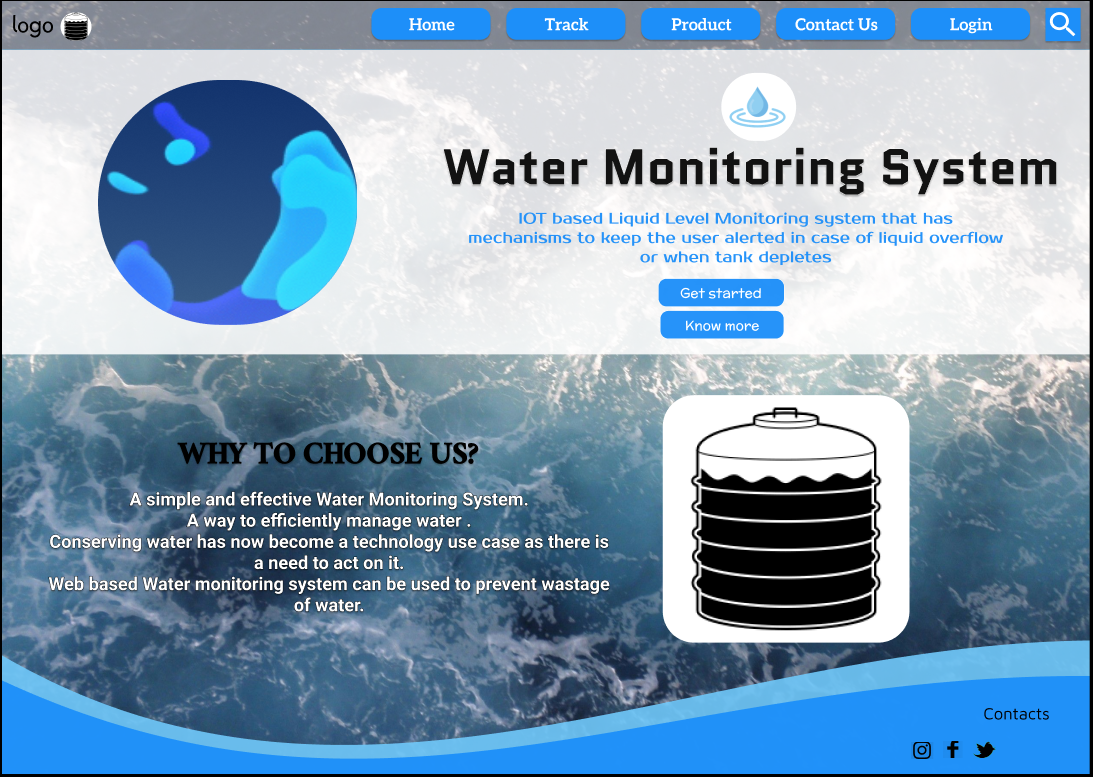 logo
Home
Track
Product
Contact Us
Login
Water Monitoring System
IOT based Liquid Level Monitoring system that has
mechanisms to keep the user alerted in case of liquid overflow
or when tank depletes
Get started
Know more
WHY TO CHOOSE US?
A simple and effective Water Monitoring System.
A way to efficiently manage water .
Conserving water has now become a technology use case as there is
a need to act on it.
Web based Water monitoring system can be used to prevent wastage
of water.
Contacts